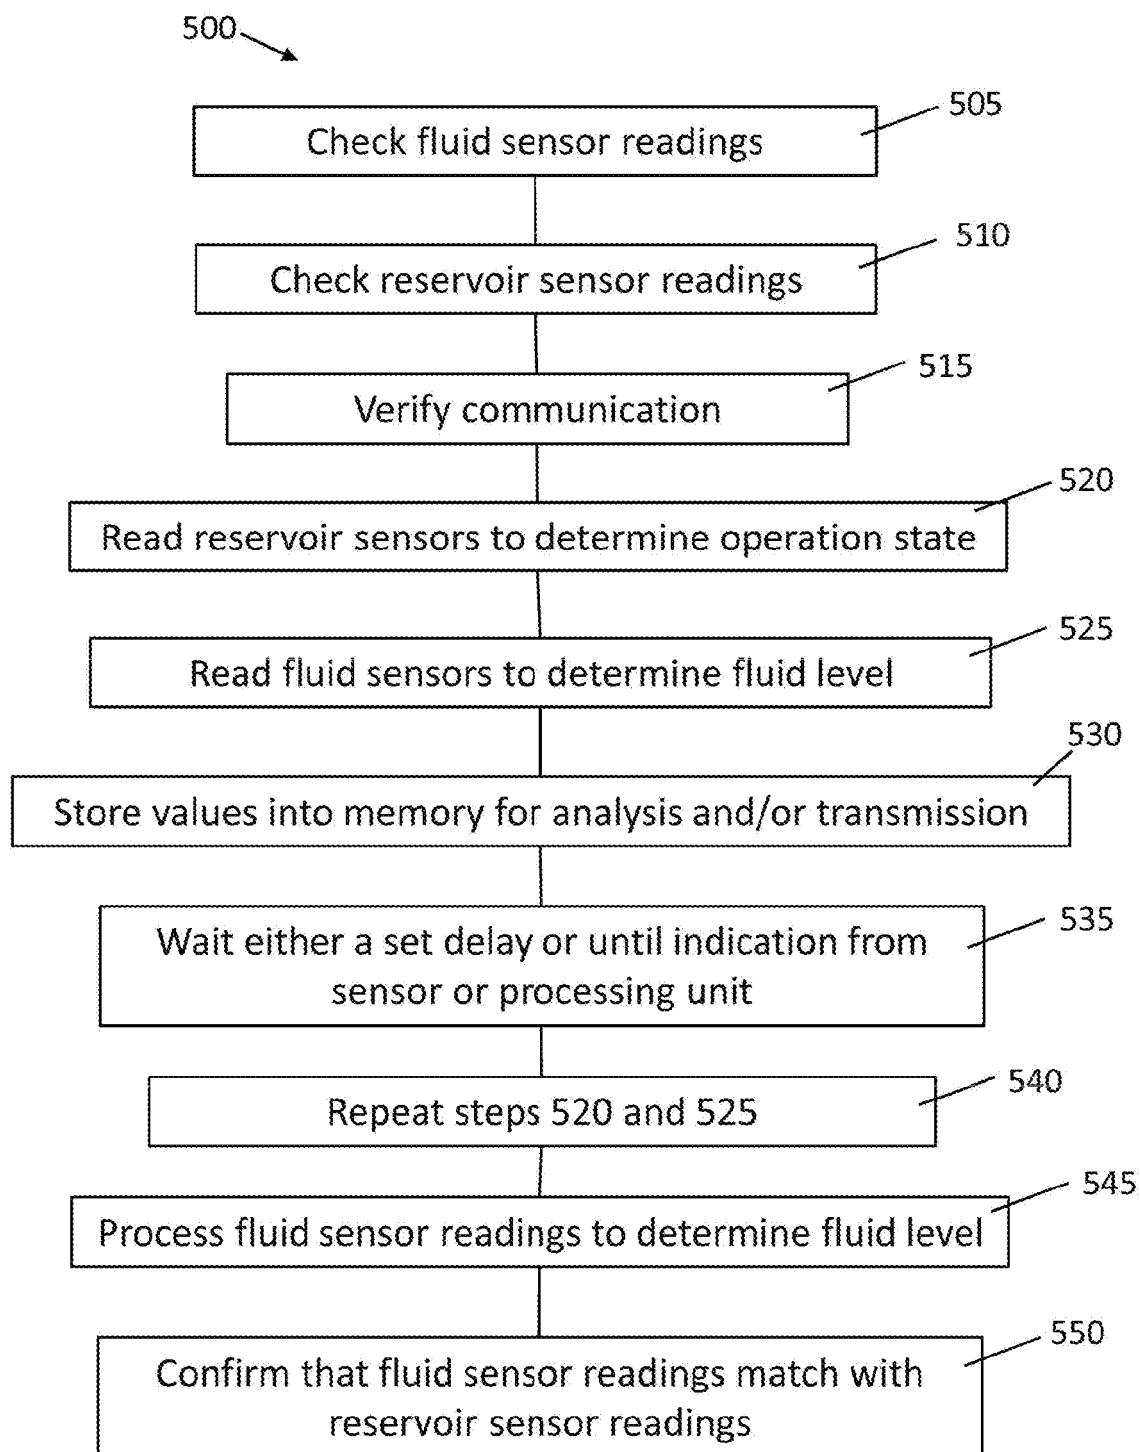 500
505
Check fluid sensor readings
510
Check reservoir sensor readings
515
Verify communication
520
Read reservoir sensors to determine operation state
525
Read fluid sensors to determine fluid level
530
Store values into memory for analysis and/or transmission
535
Wait either a set delay or until indication from
sensor or processing unit
540
Repeat steps 520 and 525
545
Process fluid sensor readings to determine fluid level
550
Confirm that fluid sensor readings match with
reservoir sensor readings